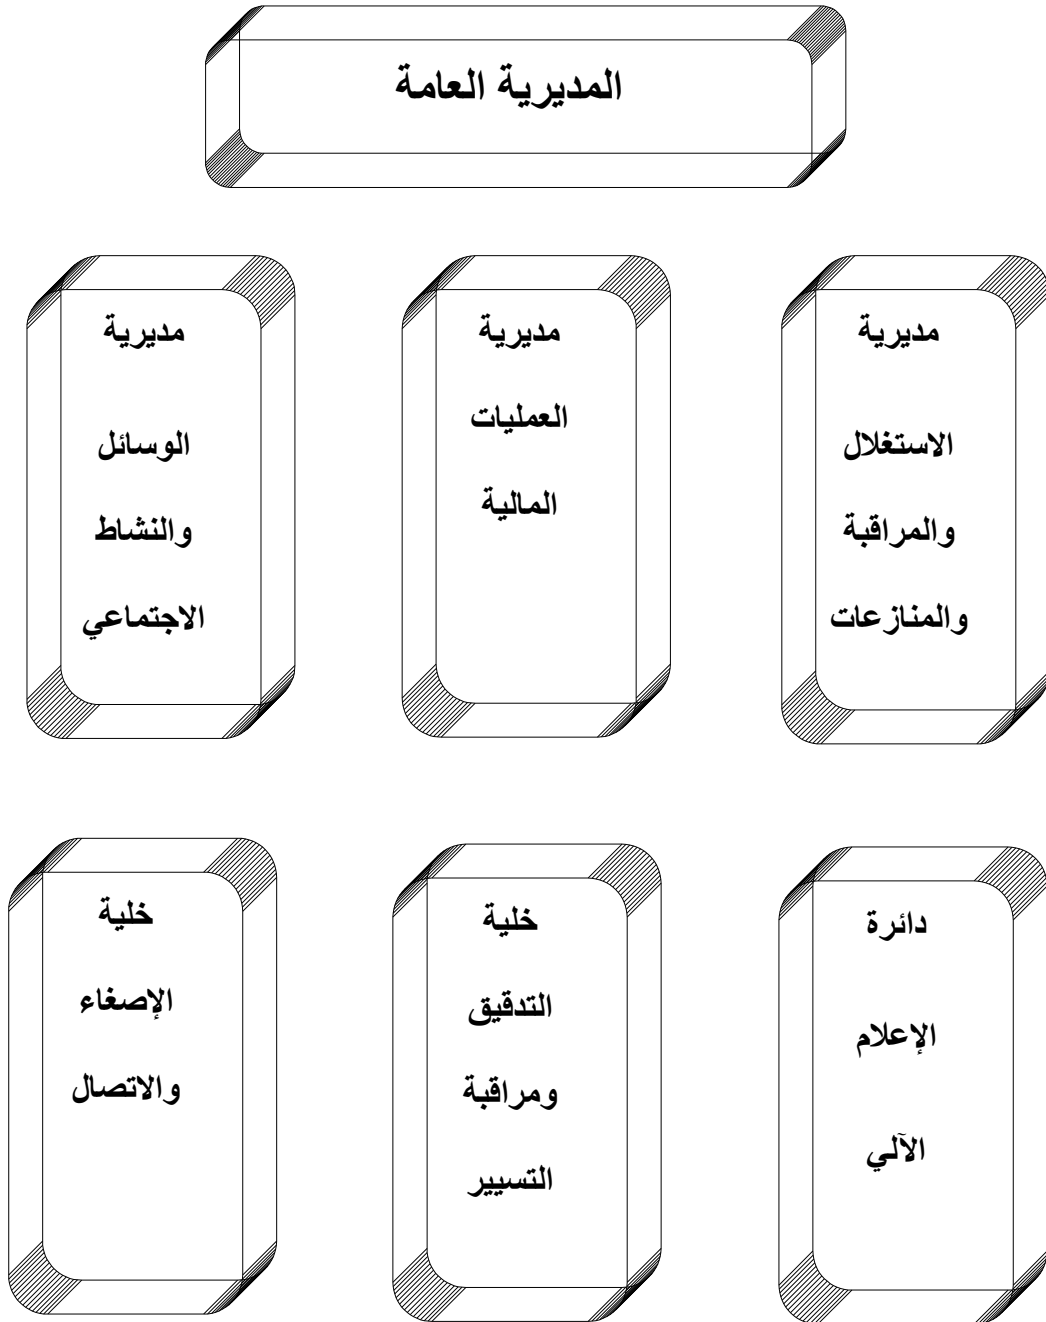 المديرية العامة
مديرية
الاستغلال
والمراقبة
والمنازعات
مديرية
العمليات
المالية
مديرية
الوسائل
والنشاط
الاجتماعي
دائرة
الإعلام
الآلي
خلية
التدقيق
ومراقبة
التسيير
خلية
الإصغاء
والاتصال